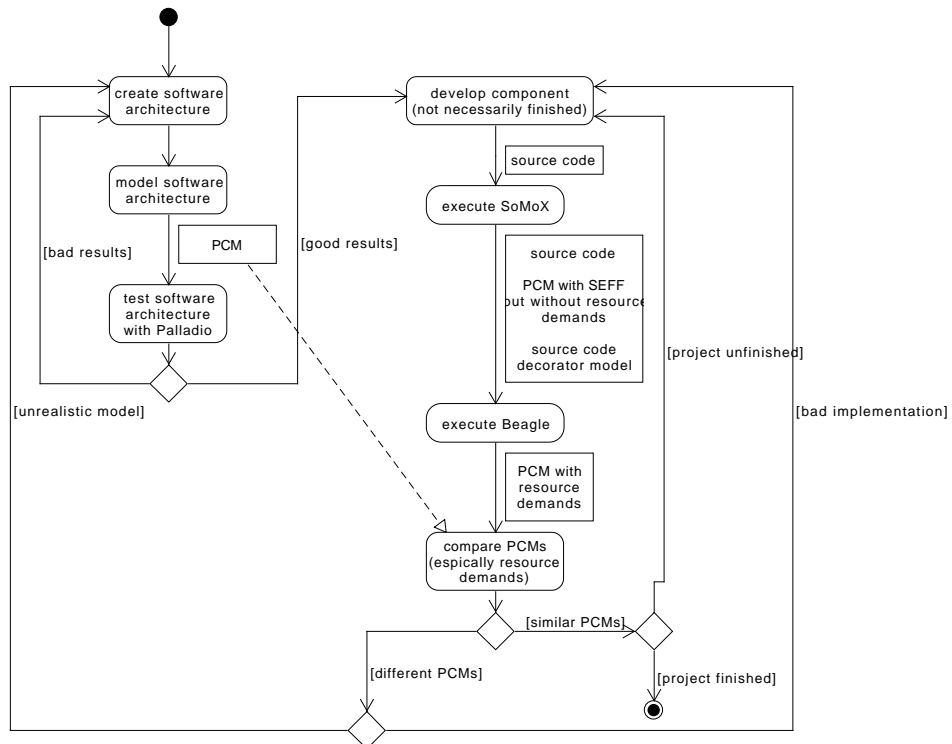 create software
architecture
model software
architecture
PCM
[bad results]
[good results]
test software
architecture
with Palladio
[unrealistic model]
develop component
(not necessarily finished)
source code
execute SoMoX
source code
PCM with SEFF
out without resource
demands
source code
decorator model
[project unfinished]
[bad implementation]
execute Beagle
PCM with
resource
demands
compare PCMs
(espically resource
demands)
[similar PCMs]
[different PCMs]
[project finished]